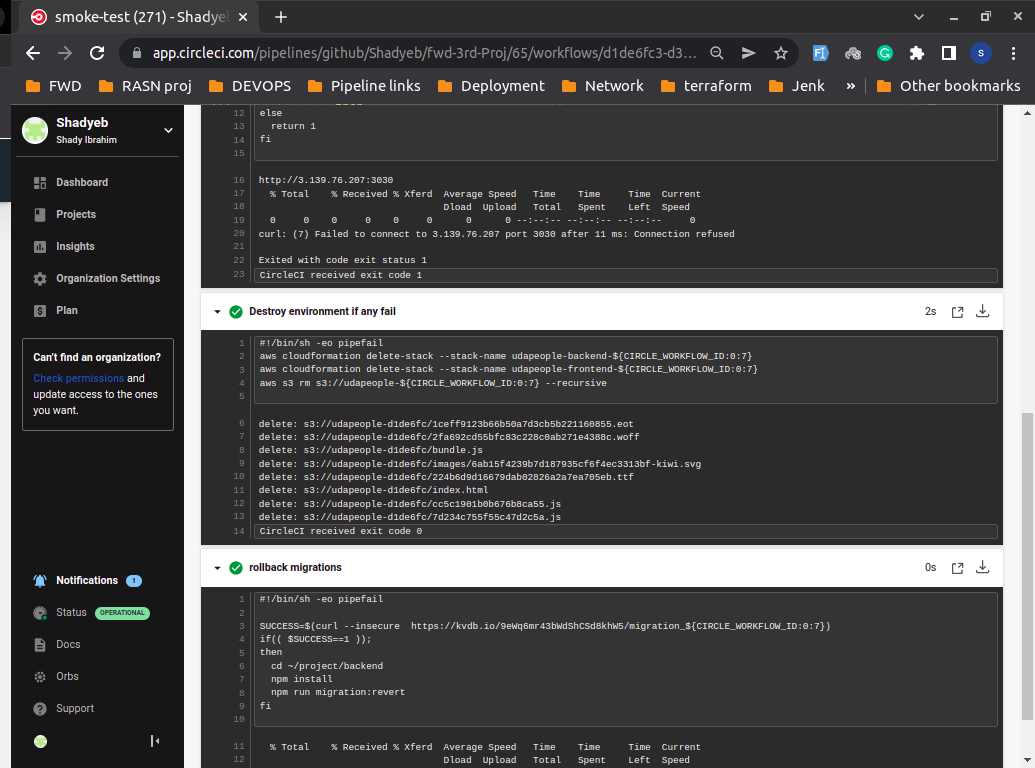 smoke-test (271) - Shadyeb
app.circleci.com/pipelines/github/Shadyeb/fwd-3rd-Proj/65/workflows/d1de6fc3-d3...
S
FWD
RASN proj
DEVOPS
Pipeline links
Deployment
Network
terraform
Jenk
»
Other bookmarks
Shadyeb
Shady Ibrahim
Dashboard
Projects
Insights
Organization Settings
Plan
Can't find an organization?
Check permissions and
update access to the ones
you want.
Notifications 1
Status OPERATIONAL
Docs
Orbs
Support
12 else
13 return 1
14 fi
15
16 http://3.139.76.207:3030
17 % Total % Received % Xferd Average Speed Time Time Time Current
18 Dload Upload Total Spent Left Speed
19 0 0 0 0 0 0 0 0 --:--:-- --:--:-- --:--:-- 0
20 curl: (7) Failed to connect to 3.139.76.207 port 3030 after 11 ms: Connection refused
21
22 Exited with code exit status 1
23 CircleCI received exit code 1
Destroy environment if any fail 2s
1 #!/bin/sh -eo pipefail
2 aws cloudformation delete-stack --stack-name udapeople-backend-${CIRCLE_WORKFLOW_ID:0:7}
3 aws cloudformation delete-stack --stack-name udapeople-frontend-${CIRCLE_WORKFLOW_ID:0:7}
4 aws s3 rm s3://udapeople-${CIRCLE_WORKFLOW_ID:0:7} --recursive
5
6 delete: s3://udapeople-d1de6fc/1ceff9123b66b50a7d3cb5b221160855.eot
7 delete: s3://udapeople-d1de6fc/2fa692cd55bfc83c228c0ab271e4388c.woff
8 delete: s3://udapeople-d1de6fc/bundle.js
9 delete: s3://udapeople-d1de6fc/images/6ab15f4239b7d187935cf6f4ec3313bf-kiwi.svg
10 delete: s3://udapeople-d1de6fc/224b6d9d16679dab02826a2a7ea705eb.ttf
11 delete: s3://udapeople-d1de6fc/index.html
12 delete: s3://udapeople-d1de6fc/cc5c1901b0b676b8ca55.js
13 delete: s3://udapeople-d1de6fc/7d234c755f55c47d2c5a.js
14 CircleCI received exit code 0
rollback migrations 0s
1 #!/bin/sh -eo pipefail
2
3 SUCCESS=$(curl --insecure https://kvdb.io/9eWq6mr43bWdShCSd8khW5/migration_${CIRCLE_WORKFLOW_ID:0:7})
4 if(( $SUCCESS==1 ));
5 then
6 cd ~/project/backend
7 npm install
8 npm run migration:revert
9 fi
10
11 % Total % Received % Xferd Average Speed Time Time Time Current
12 Dload Upload Total Spent Left Speed